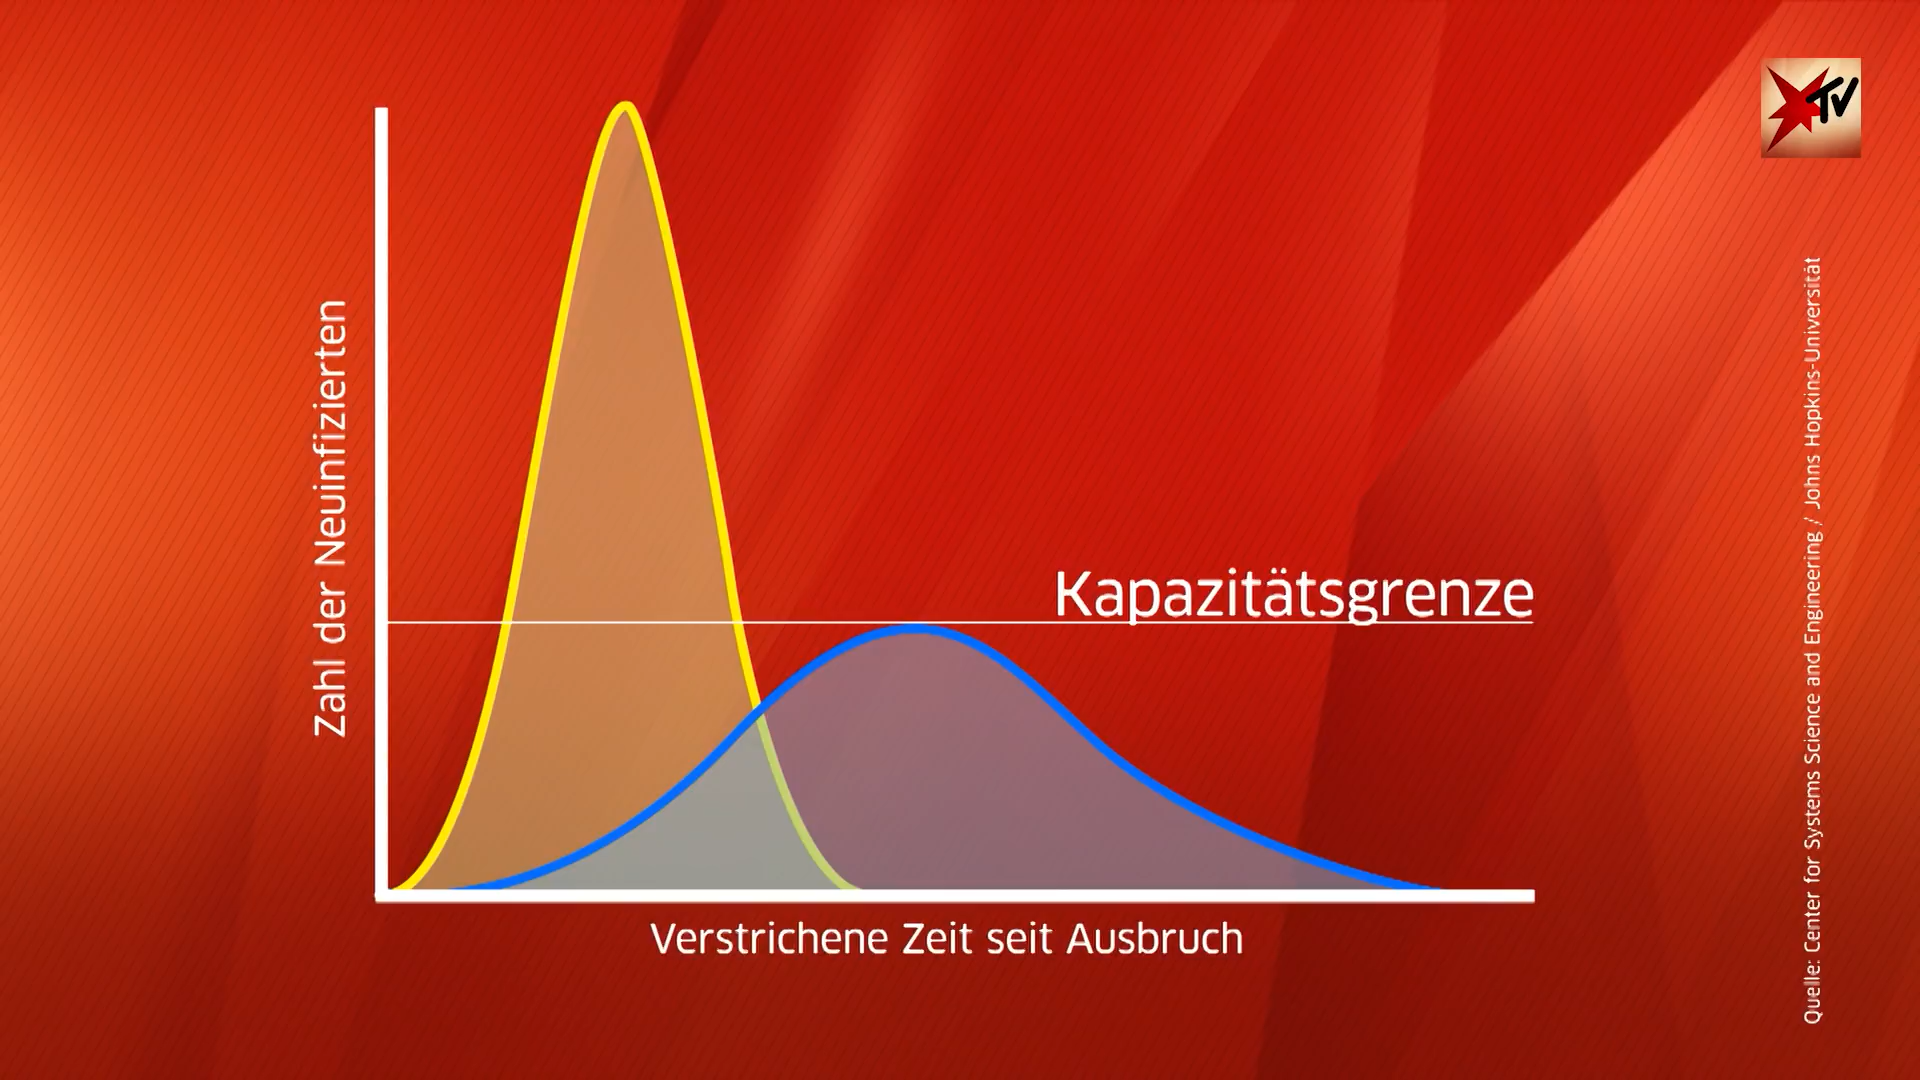 TV
Zahl der Neuinfizierten
Kapazitätsgrenze
Verstrichene Zeit seit Ausbruch
Quelle: Center for Systems Science and Engineering / Johns Hopkins-Universität